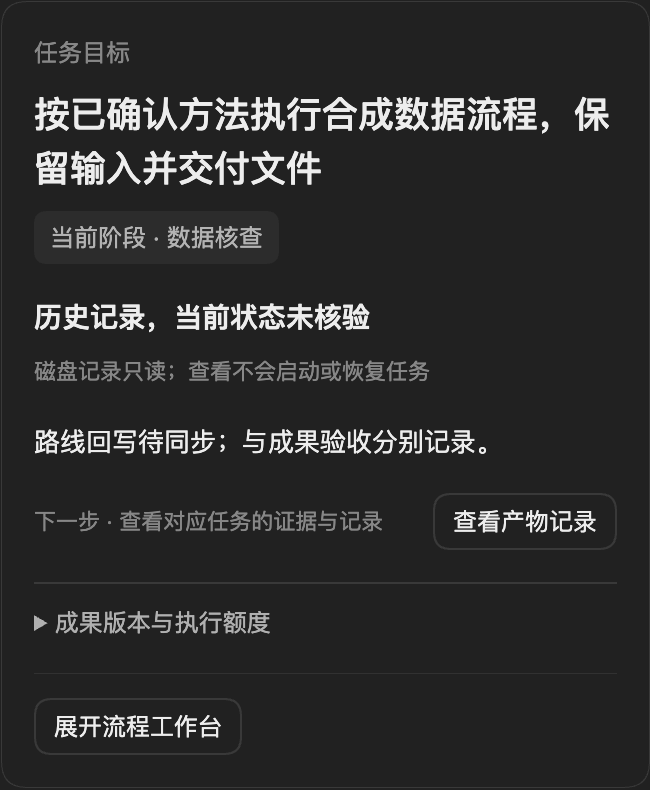 任务目标
按已确认方法执行合成数据流程，保
留输入并交付文件
当前阶段 · 数据核查
历史记录，当前状态未核验
磁盘记录只读；查看不会启动或恢复任务
路线回写待同步；与成果验收分别记录。
下一步 · 查看对应任务的证据与记录
查看产物记录
▶ 成果版本与执行额度
展开流程工作台